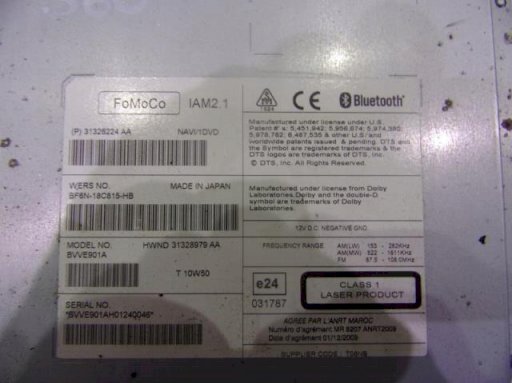 FoMoCo IAM2.1
(P) 31328224 AA NAVI/1DVD
WERS NO. MADE IN JAPAN
BF6N-18C815-HB
MODEL NO. HWND 31328979 AA
BVVE901A
T 10W50
SERIAL NO.
*BVVE901AH01240046*
CE Bluetooth
Manufactured under license under U.S.
Patent #'s: 5,451,942; 5,956,674; 5,974,380;
5,978,762; 6,487,535 & other U.S. and
worldwide patents issued & pending. DTS and
the Symbol are registered trademarks & the
DTS logos are trademarks of DTS, Inc.
© DTS, Inc. All Rights Reserved.
Manufactured under license from Dolby
Laboratories. Dolby and the double-D
symbol are trademarks of Dolby
Laboratories.
12V D.C. NEGATIVE GND
FREQUENCY RANGE AM(LW) 153 - 282KHz
AM(MW) 522 - 1611KHz
FM 87.5 - 108.0MHz
e24
031787
CLASS 1
LASER PRODUCT
AGREE PAR L'ANRT MAROC
Numéro d'agrément MR 5207 ANRT2009
Date d'agrément 01/12/2009
SUPPLIER CODE :